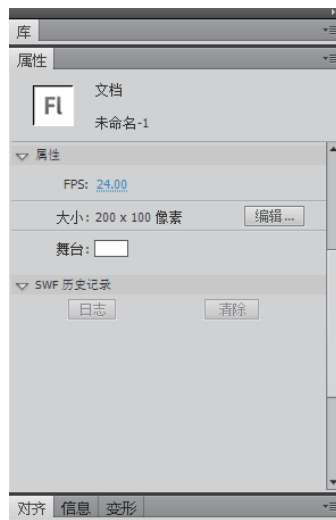 库
属性
Fl
文档
未命名-1
属性
FPS: 24.00
大小: 200 x 100 像素
编辑...
舞台:
SWF 历史记录
日志
清除
对齐 信息 变形